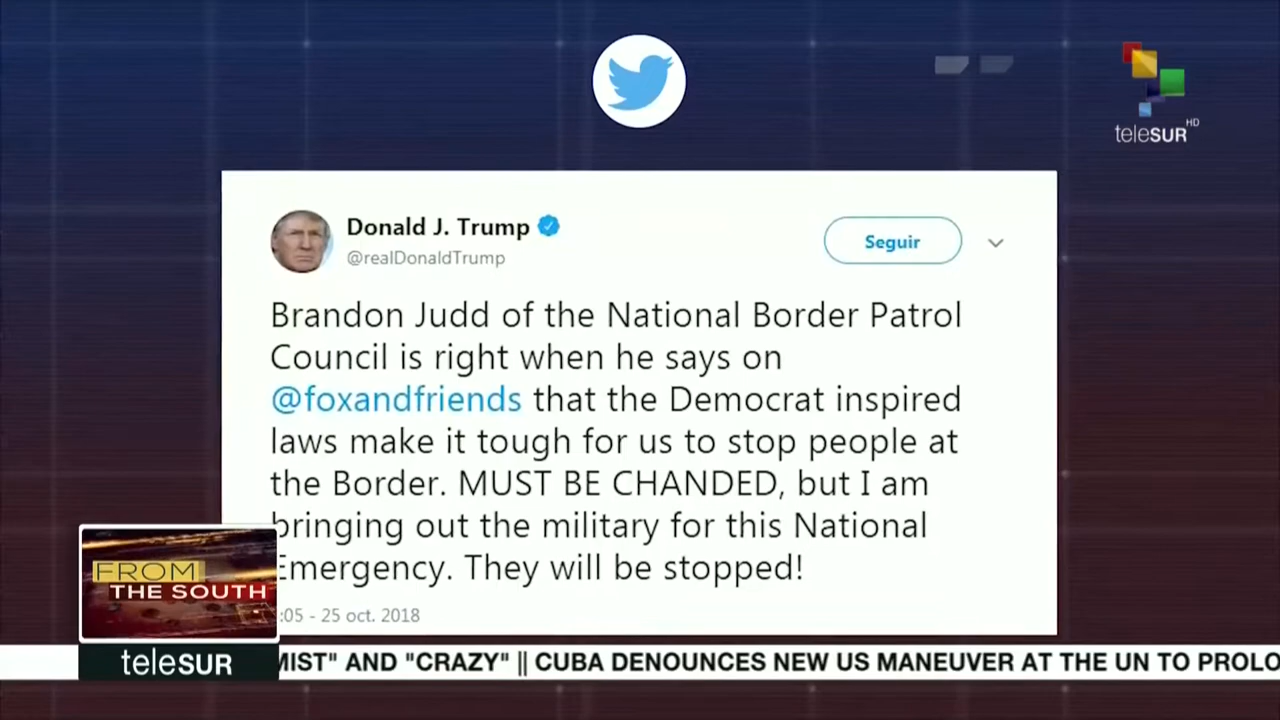 teleSUR HD
Donald J. Trump
@realDonaldTrump
Seguir
Brandon Judd of the National Border Patrol
Council is right when he says on
@foxandfriends that the Democrat inspired
laws make it tough for us to stop people at
the Border. MUST BE CHANDED, but I am
bringing out the military for this National
Emergency. They will be stopped!
:05 - 25 oct. 2018
FROM
THE SOUTH
teleSUR
MIST" AND "CRAZY" || CUBA DENOUNCES NEW US MANEUVER AT THE UN TO PROLO